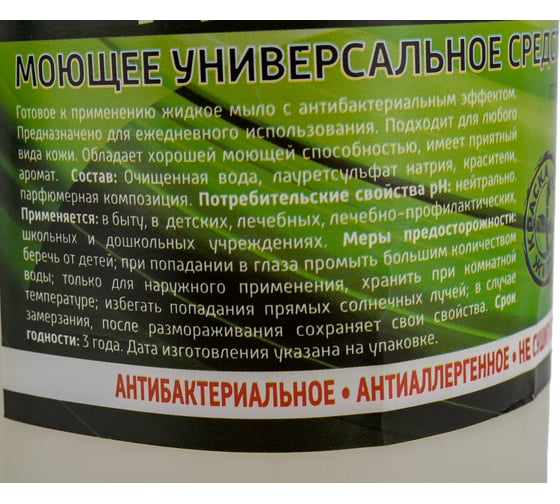 МОЮЩЕЕ УНИВЕРСАЛЬНОЕ
Готовое к применению жидкое мыло с антибактериальным эффектом.
Предназначено для ежедневного использования. Подходит для любого
вида кожи. Обладает хорошей моющей способностью, имеет приятный
аромат. Состав: Очищенная вода, лауретсульфат натрия, красители,
парфюмерная композиция. Потребительские свойства pH: нейтрально.
Применяется: в быту, в детских, лечебных, лечебно-профилактических,
школьных и дошкольных учреждениях. Меры предосторожности:
беречь от детей; при попадании в глаза промыть большим количеством
воды; только для наружного применения, хранить при комнатной
температуре; избегать попадания прямых солнечных лучей; в случае
замерзания, после размораживания сохраняет свои свойства. Срок
годности: 3 года. Дата изготовления указана на упаковке.
АНТИБАКТЕРИАЛЬНОЕ • АНТИАЛЛЕРГЕННОЕ • НЕ